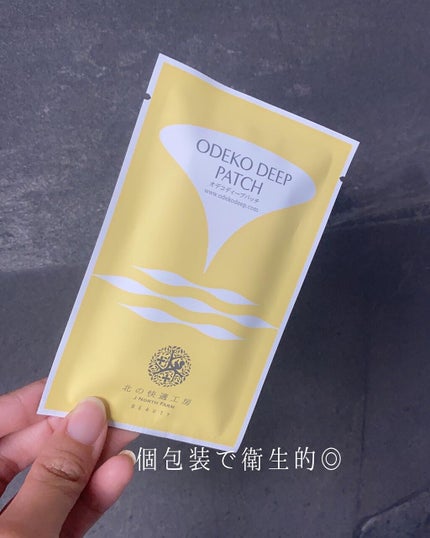 ODEKO DEEP
PATCH
オデコディープパッチ
www.odekodeep.com
北の快適工房
J NORTH FARM
BEAUTY
個包装で衛生的◎